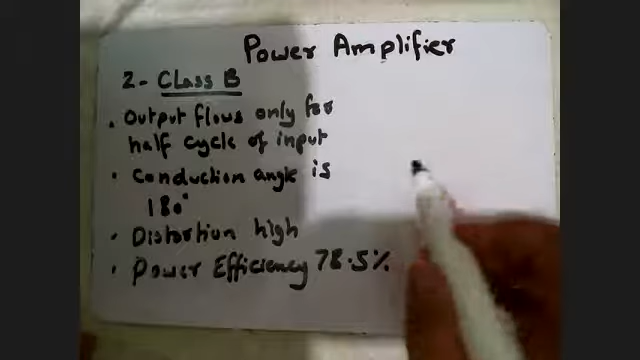 Power Amplifier
2- Class B
• Output flows only for
half cycle of input
• Conduction angle is
180°
• Distortion high
• Power Efficiency 78.5%